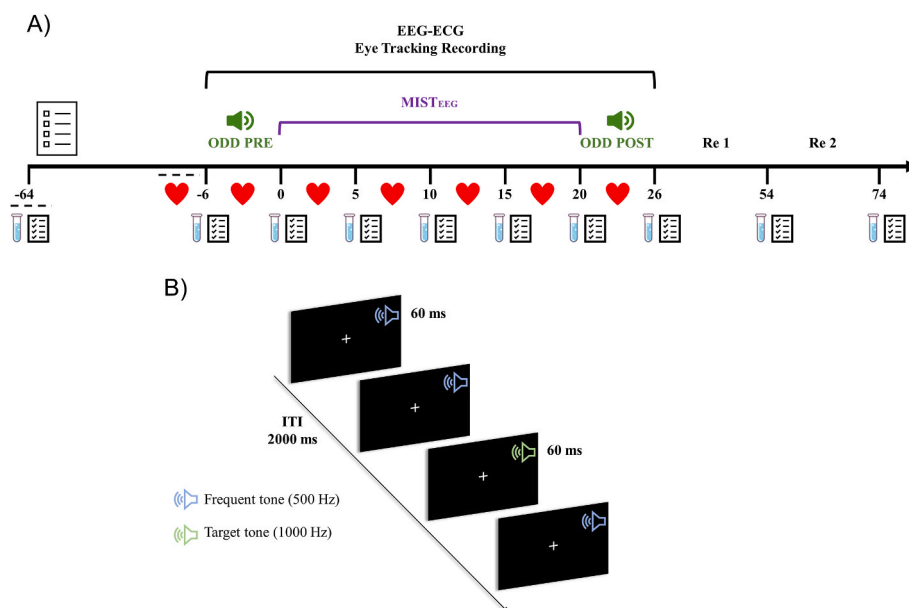 A)
EEG-ECG
Eye Tracking Recording
MISTEEG
ODD PRE
ODD POST
Re 1
Re 2
-64
-6
0
5
10
15
20
26
54
74
B)
60 ms
ITI
2000 ms
60 ms
Frequent tone (500 Hz)
Target tone (1000 Hz)